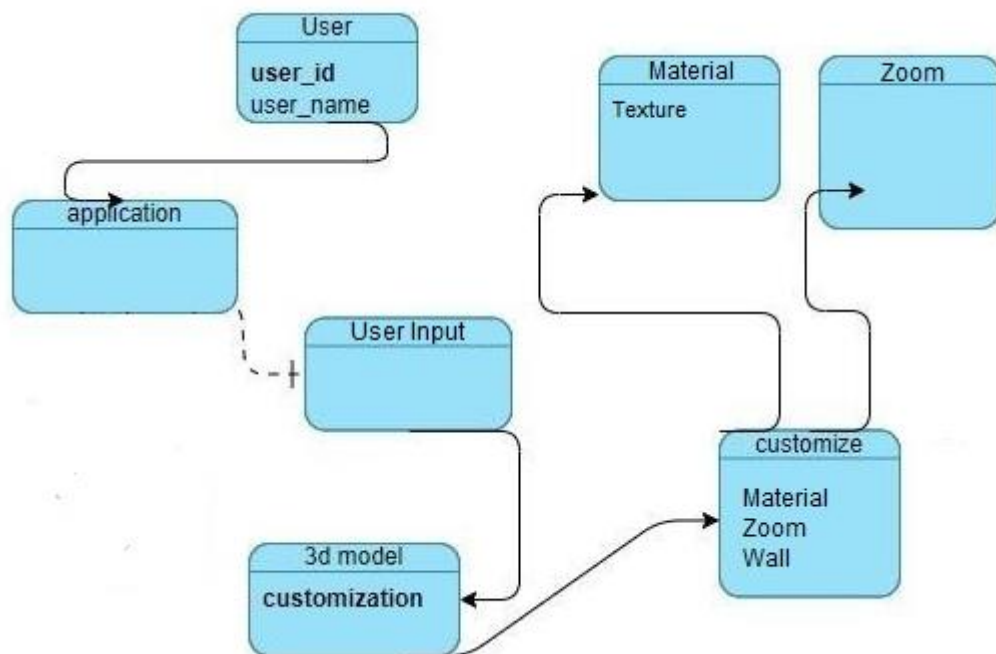 User
user_id
user_name
Material
Texture
Zoom
application
User Input
customize
Material
Zoom
Wall
3d model
customization